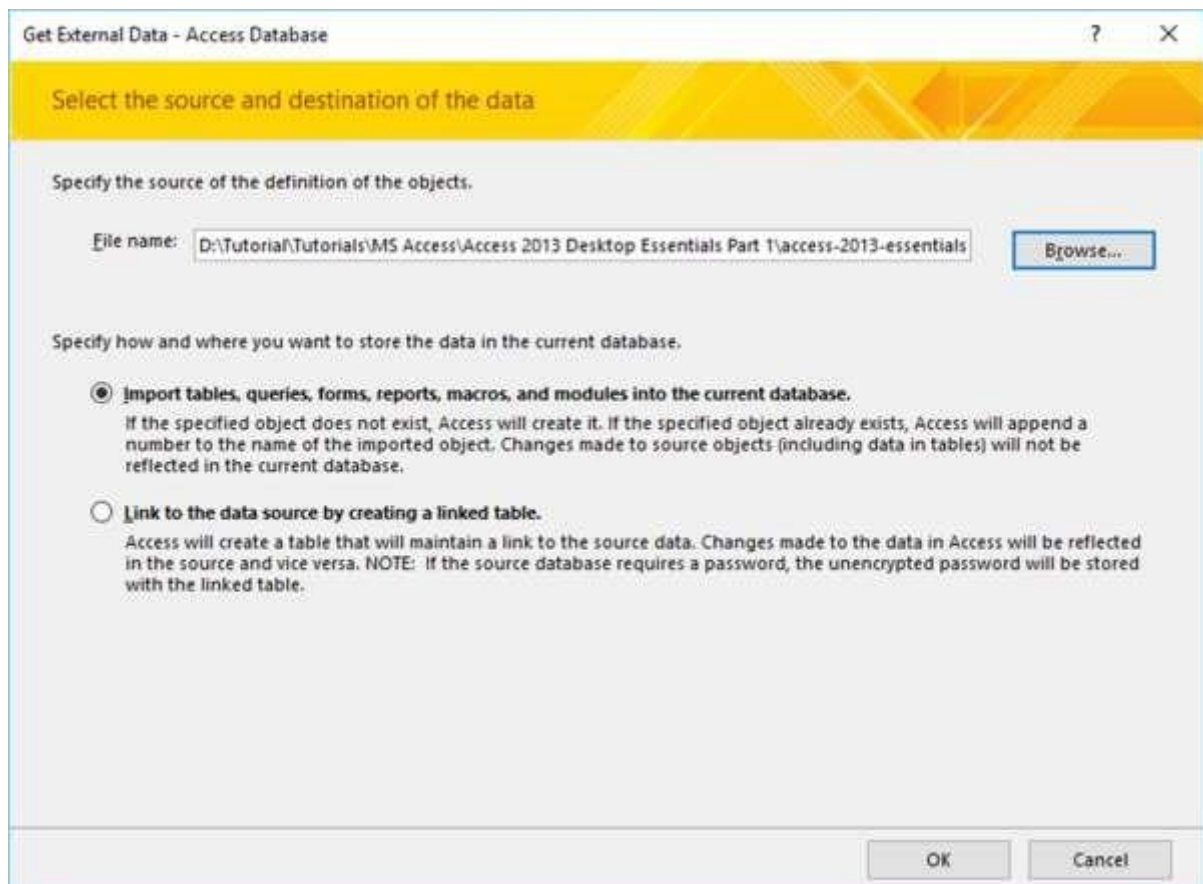 Get External Data - Access Database ? ×
Select the source and destination of the data
Specify the source of the definition of the objects.
File name: D:\Tutorial\Tutorials\MS Access\Access 2013 Desktop Essentials Part 1\access-2013-essentials Browse...
Specify how and where you want to store the data in the current database.
Import tables, queries, forms, reports, macros, and modules into the current database.
If the specified object does not exist, Access will create it. If the specified object already exists, Access will append a
number to the name of the imported object. Changes made to source objects (including data in tables) will not be
reflected in the current database.
Link to the data source by creating a linked table.
Access will create a table that will maintain a link to the source data. Changes made to the data in Access will be reflected
in the source and vice versa. NOTE: If the source database requires a password, the unencrypted password will be stored
with the linked table.
OK Cancel